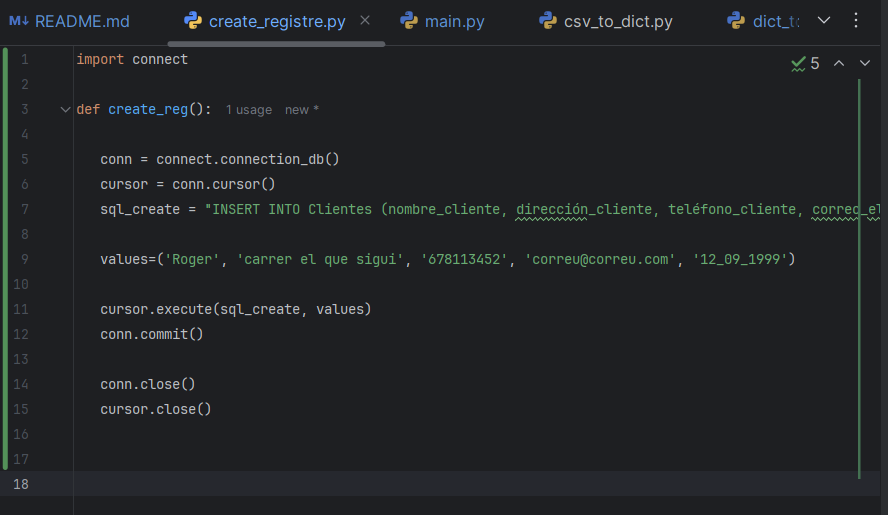 README.md create_registre.py main.py csv_to_dict.py
1 import connect 5
2
3 def create_reg(): 1 usage new *
4
5 conn = connect.connection_db()
6 cursor = conn.cursor()
7 sql_create = "INSERT INTO Clientes (nombre_cliente, dirección_cliente, teléfono_cliente, correo_el
8
9 values=('Roger', 'carrer el que sigui', '678113452', 'correu@correu.com', '12_09_1999')
10
11 cursor.execute(sql_create, values)
12 conn.commit()
13
14 conn.close()
15 cursor.close()
16
17
18